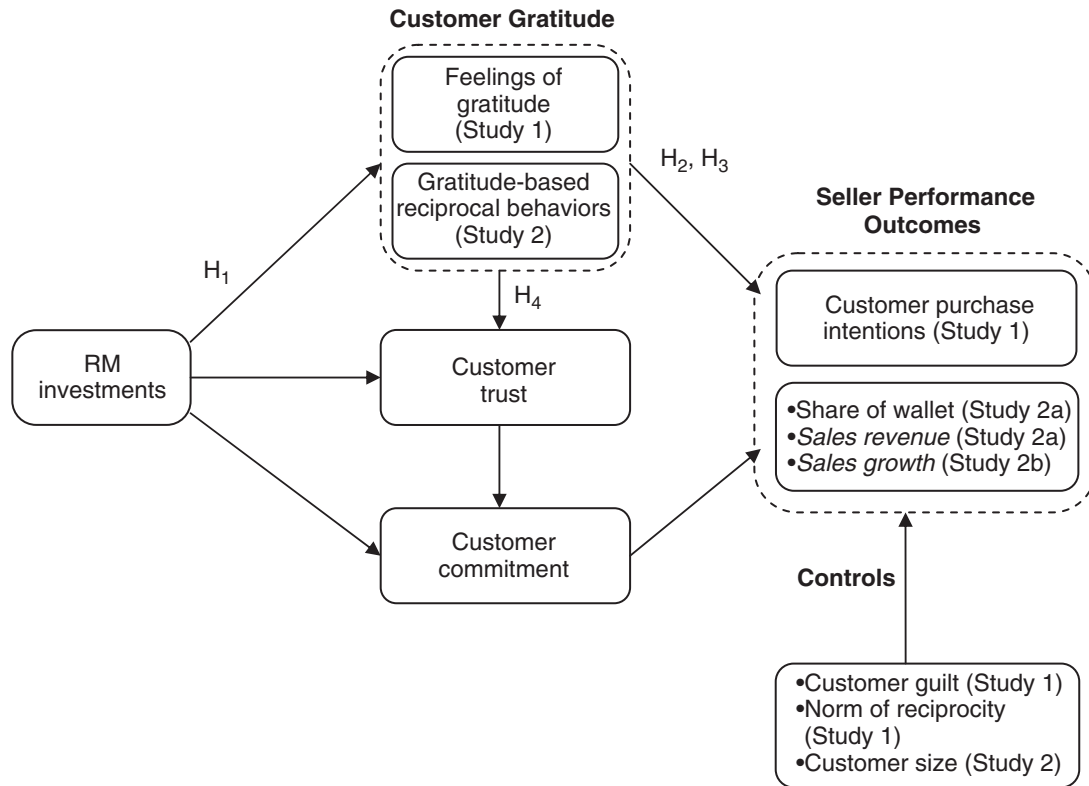 Customer Gratitude
Feelings of
gratitude
(Study 1)
Gratitude-based
reciprocal behaviors
(Study 2)
H₁
H₂, H₃
H₄
RM
investments
Customer
trust
Customer
commitment
Seller Performance
Outcomes
Customer purchase
intentions (Study 1)
•Share of wallet (Study 2a)
•Sales revenue (Study 2a)
•Sales growth (Study 2b)
Controls
•Customer guilt (Study 1)
•Norm of reciprocity
(Study 1)
•Customer size (Study 2)